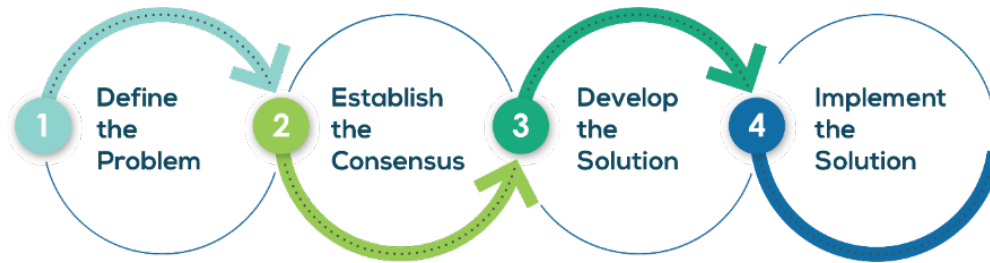 1
Define
the
Problem
2
Establish
the
Consensus
3
Develop
the
Solution
4
Implement
the
Solution